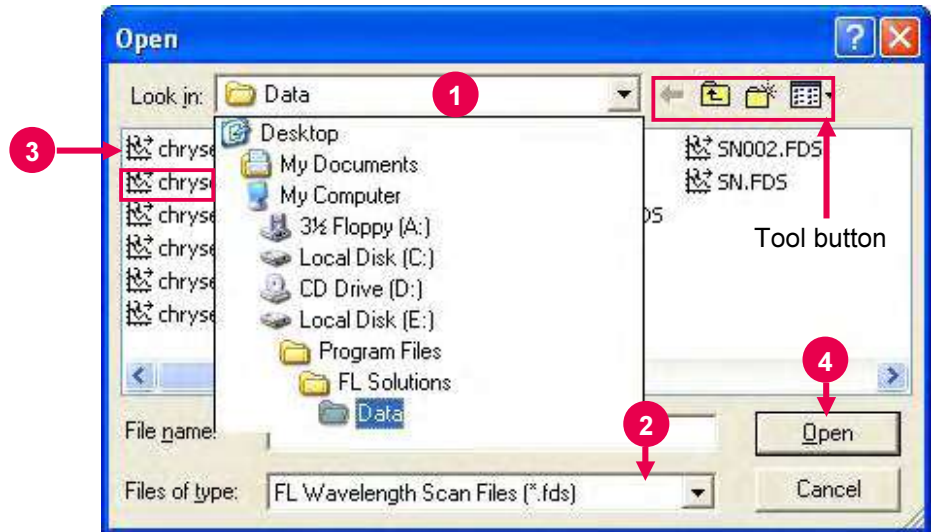 Open
Look in: Data
1
Desktop
My Documents
My Computer
3½ Floppy (A:)
Local Disk (C:)
CD Drive (D:)
Local Disk (E:)
Program Files
FL Solutions
Data
3
chryse
chryse
chryse
chryse
chryse
chryse
SN002.FDS
SN.FDS
DS
Tool button
4
File name:
2
Open
Files of type: FL Wavelength Scan Files (*.fds)
Cancel